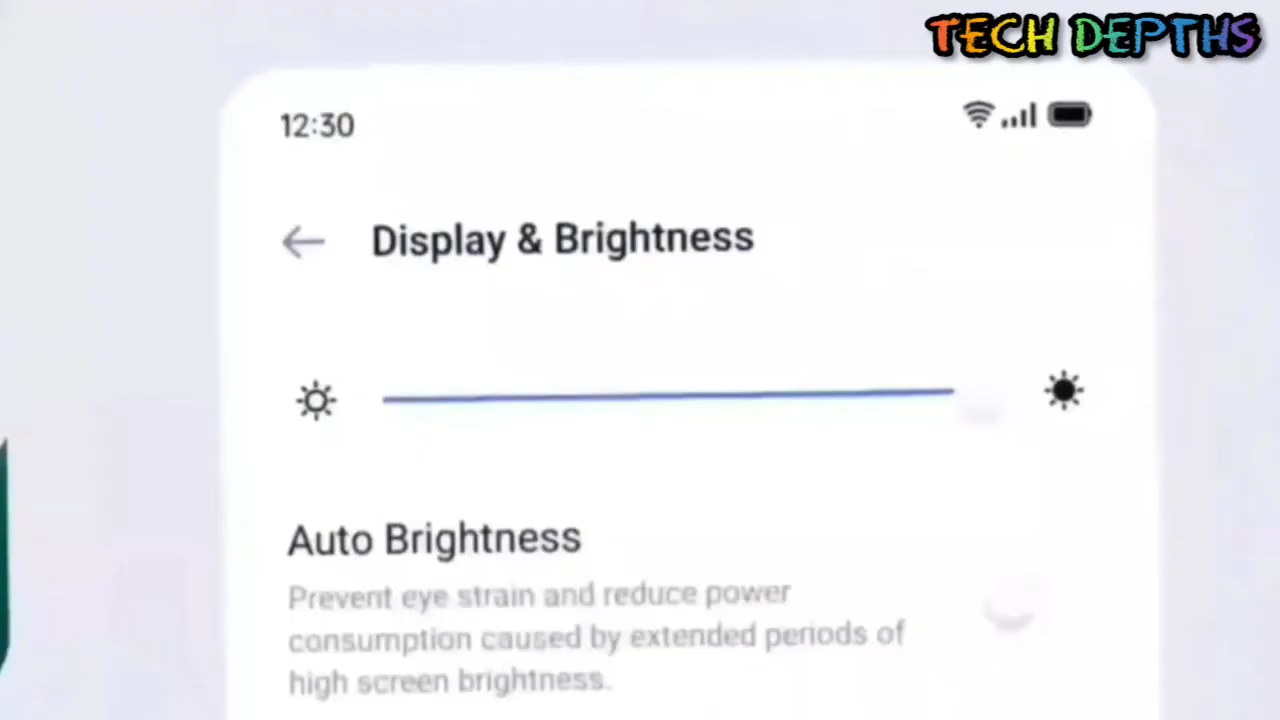 TECH DEPTHS
12:30
Display & Brightness
Auto Brightness
Prevent eye strain and reduce power
consumption caused by extended periods of
high screen brightness.